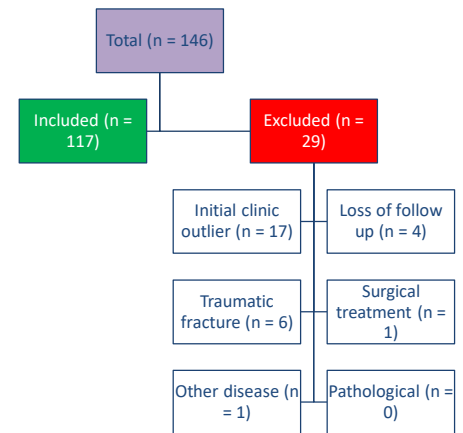 Total (n = 146)
Included (n =
117)
Excluded (n =
29)
Initial clinic
outlier (n = 17)
Loss of follow
up (n = 4)
Traumatic
fracture (n = 6)
Surgical
treatment (n =
1)
Other disease (n
= 1)
Pathological (n =
0)